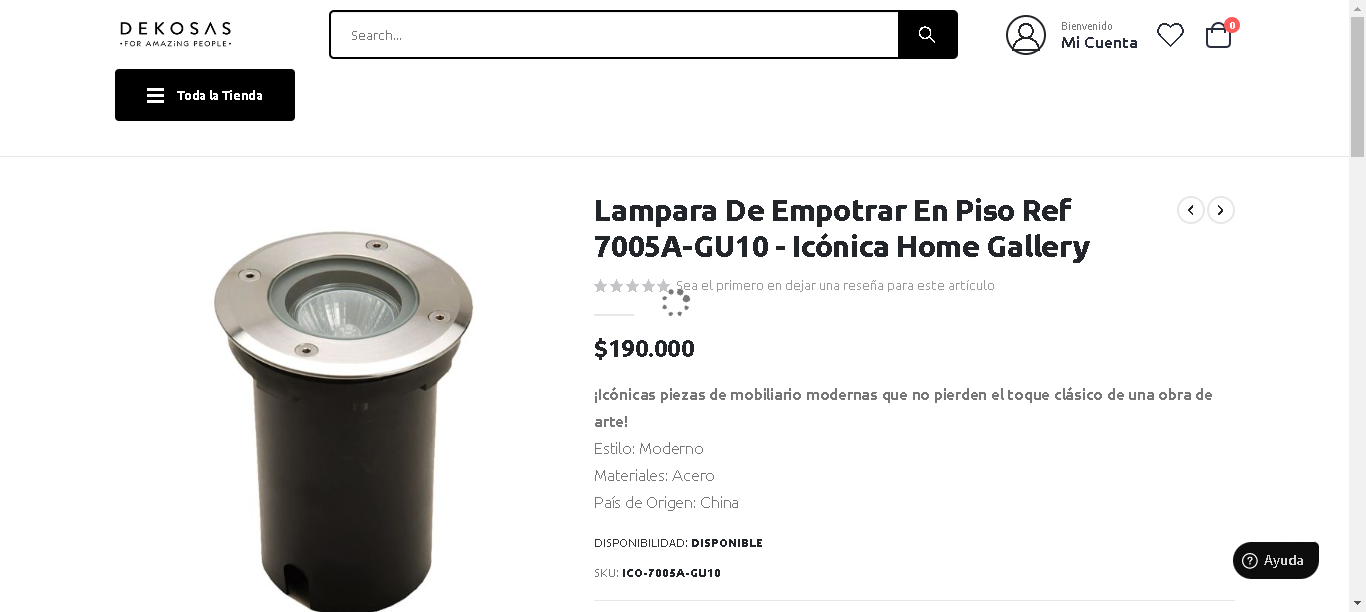 DEKOSAS
•FOR AMAZING PEOPLE•
Search...
Bienvenido
Mi Cuenta
0
Toda la Tienda
Lampara De Empotrar En Piso Ref
7005A-GU10 - Icónica Home Gallery
Sea el primero en dejar una reseña para este artículo
$190.000
¡Icónicas piezas de mobiliario modernas que no pierden el toque clásico de una obra de
arte!
Estilo: Moderno
Materiales: Acero
País de Origen: China
DISPONIBILIDAD: DISPONIBLE
SKU: ICO-7005A-GU10
Ayuda